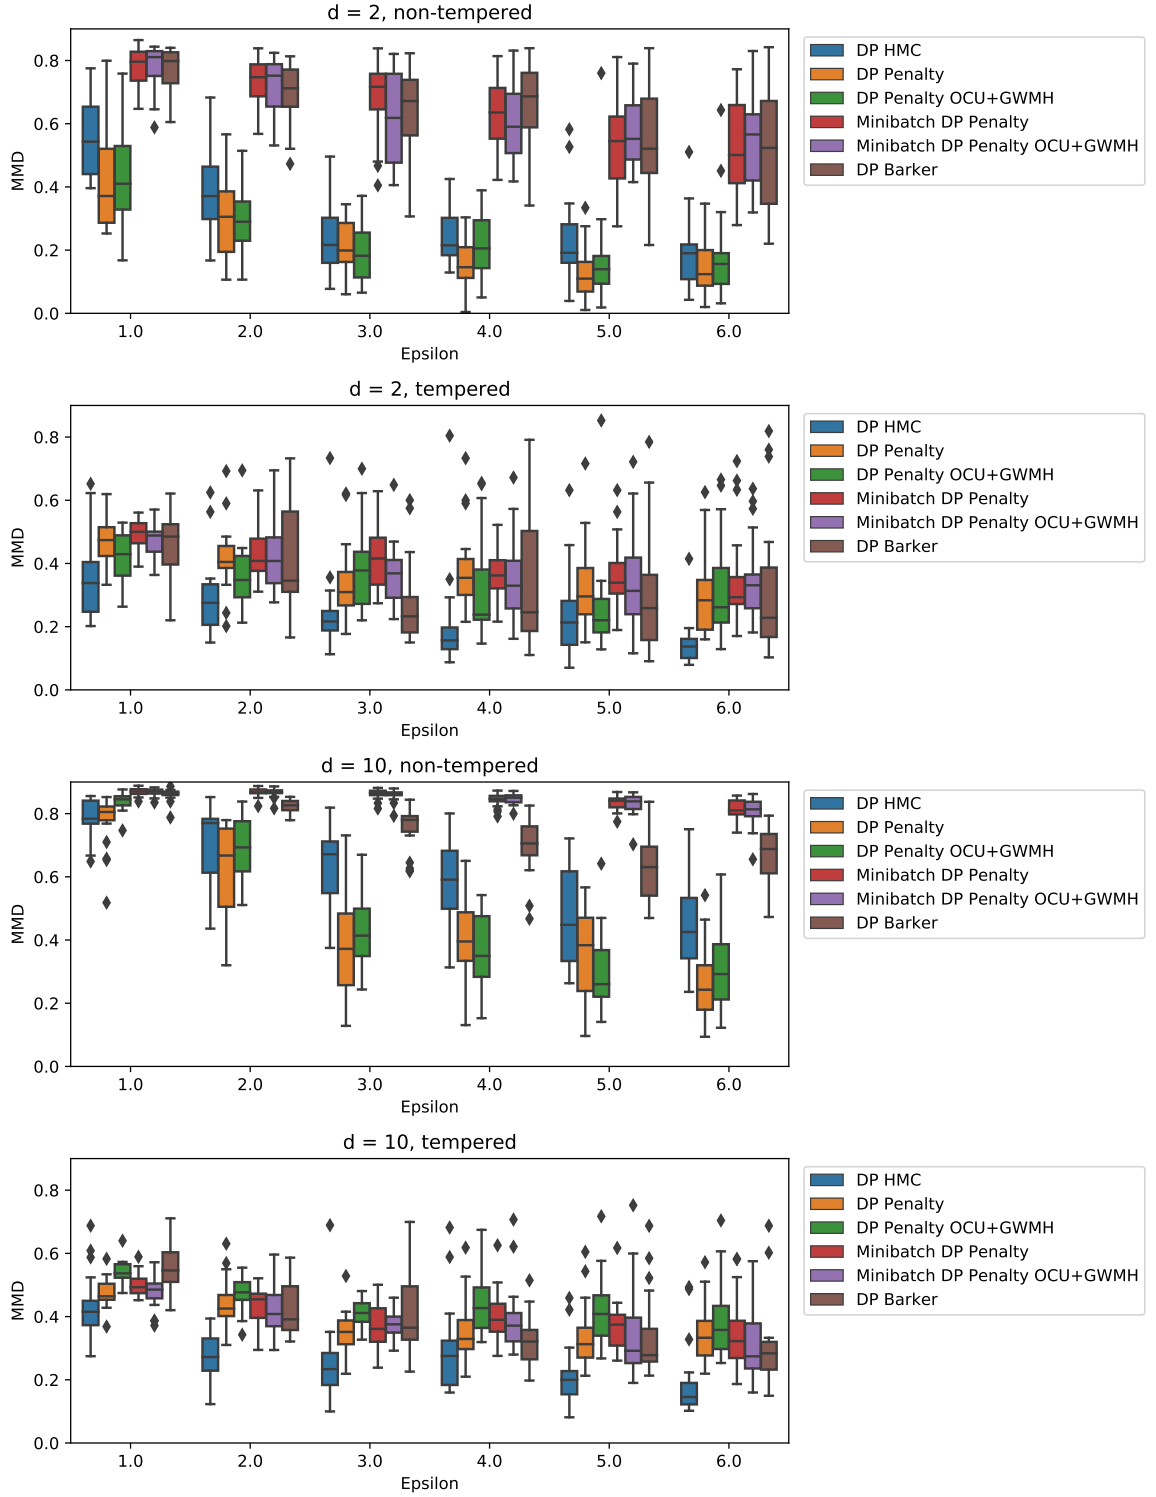 d = 2, non-tempered
MMD
0.8
0.6
0.4
0.2
0.0
1.0 2.0 3.0 4.0 5.0 6.0
Epsilon
DP HMC
DP Penalty
DP Penalty OCU+GWMH
Minibatch DP Penalty
Minibatch DP Penalty OCU+GWMH
DP Barker
d = 2, tempered
MMD
0.8
0.6
0.4
0.2
0.0
1.0 2.0 3.0 4.0 5.0 6.0
Epsilon
DP HMC
DP Penalty
DP Penalty OCU+GWMH
Minibatch DP Penalty
Minibatch DP Penalty OCU+GWMH
DP Barker
d = 10, non-tempered
MMD
0.8
0.6
0.4
0.2
0.0
1.0 2.0 3.0 4.0 5.0 6.0
Epsilon
DP HMC
DP Penalty
DP Penalty OCU+GWMH
Minibatch DP Penalty
Minibatch DP Penalty OCU+GWMH
DP Barker
d = 10, tempered
MMD
0.8
0.6
0.4
0.2
0.0
1.0 2.0 3.0 4.0 5.0 6.0
Epsilon
DP HMC
DP Penalty
DP Penalty OCU+GWMH
Minibatch DP Penalty
Minibatch DP Penalty OCU+GWMH
DP Barker